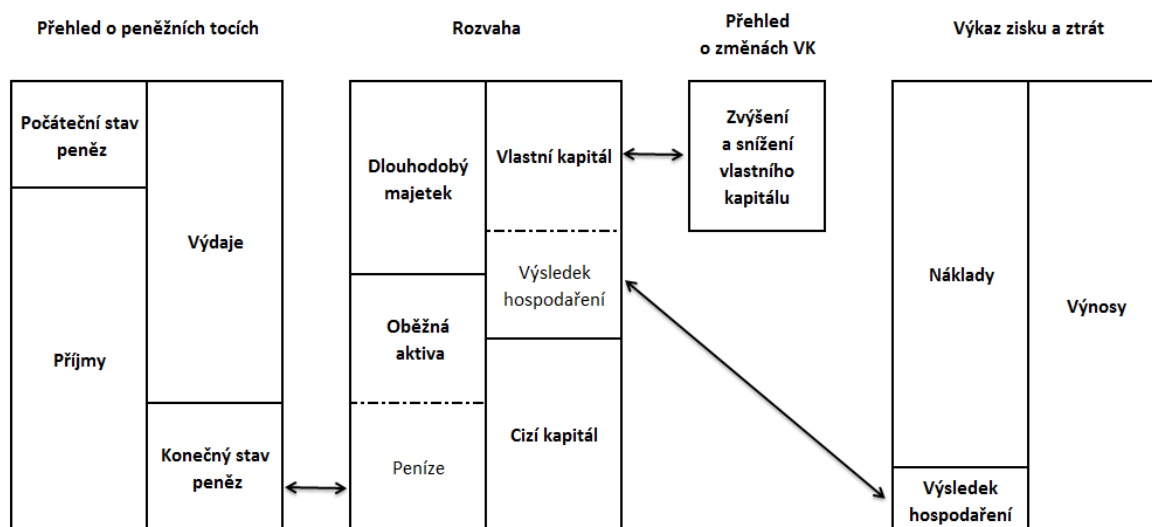 Přehled o peněžních tocích
Rozvaha
Přehled
o změnách VK
Výkaz zisku a ztrát
Počáteční stav
peněz
Příjmy
Výdaje
Konečný stav
peněz
Dlouhodobý
majetek
Oběžná
aktiva
Peníze
Vlastní kapitál
Výsledek
hospodaření
Cizí kapitál
Zvýšení
a snížení
vlastního
kapitálu
Náklady
Výsledek
hospodaření
Výnosy